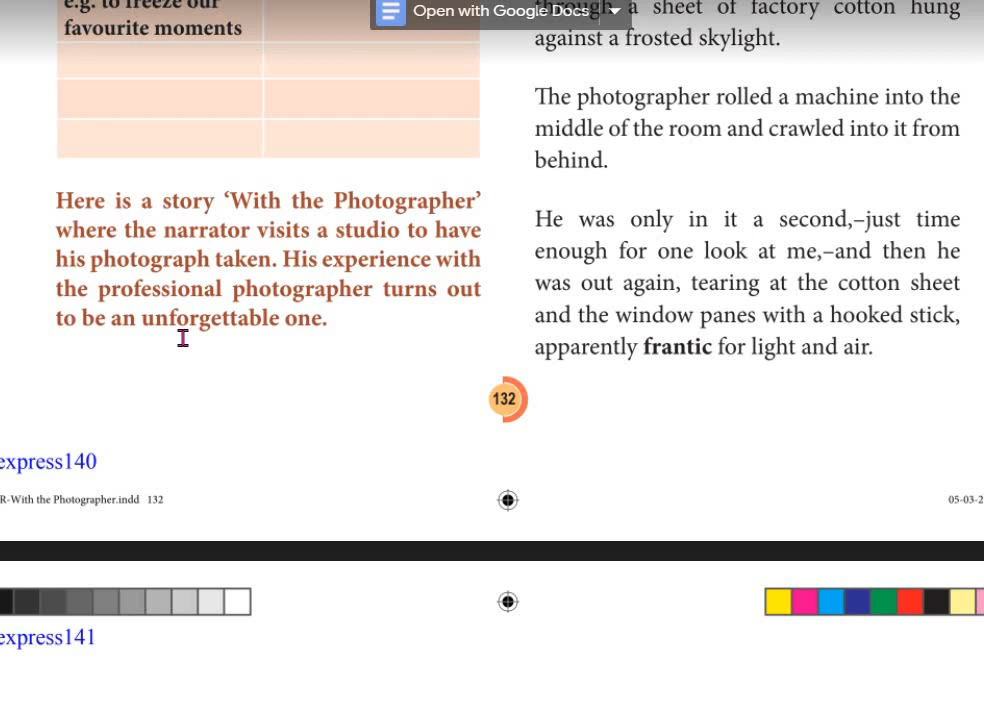 Open with Google Docs
e.g. to freeze our
favourite moments
Here is a story ‘With the Photographer’
where the narrator visits a studio to have
his photograph taken. His experience with
the professional photographer turns out
to be an unforgettable one.
through a sheet of factory cotton hung
against a frosted skylight.
The photographer rolled a machine into the
middle of the room and crawled into it from
behind.
He was only in it a second,–just time
enough for one look at me,–and then he
was out again, tearing at the cotton sheet
and the window panes with a hooked stick,
apparently frantic for light and air.
132
express140
R-With the Photographer.indd 132
05-03-2
express141